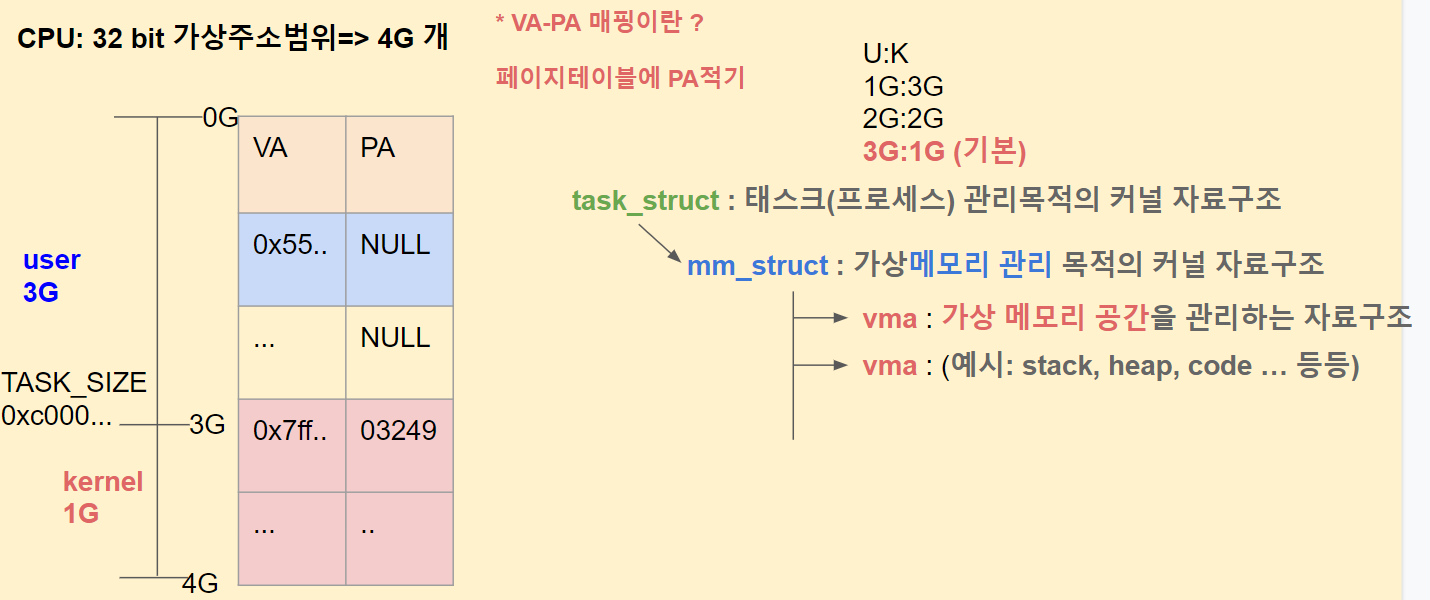 CPU: 32 bit 가상주소범위=> 4G 개
* VA-PA 매핑이란 ?
페이지테이블에 PA적기
U:K
1G:3G
2G:2G
3G:1G (기본)
0G
VA PA
0x55.. NULL
... NULL
0x7ff.. 03249
... ..
user
3G
TASK_SIZE
0xc000...
3G
kernel
1G
4G
task_struct : 태스크(프로세스) 관리목적의 커널 자료구조
mm_struct : 가상메모리 관리 목적의 커널 자료구조
vma : 가상 메모리 공간을 관리하는 자료구조
vma : (예시: stack, heap, code … 등등)